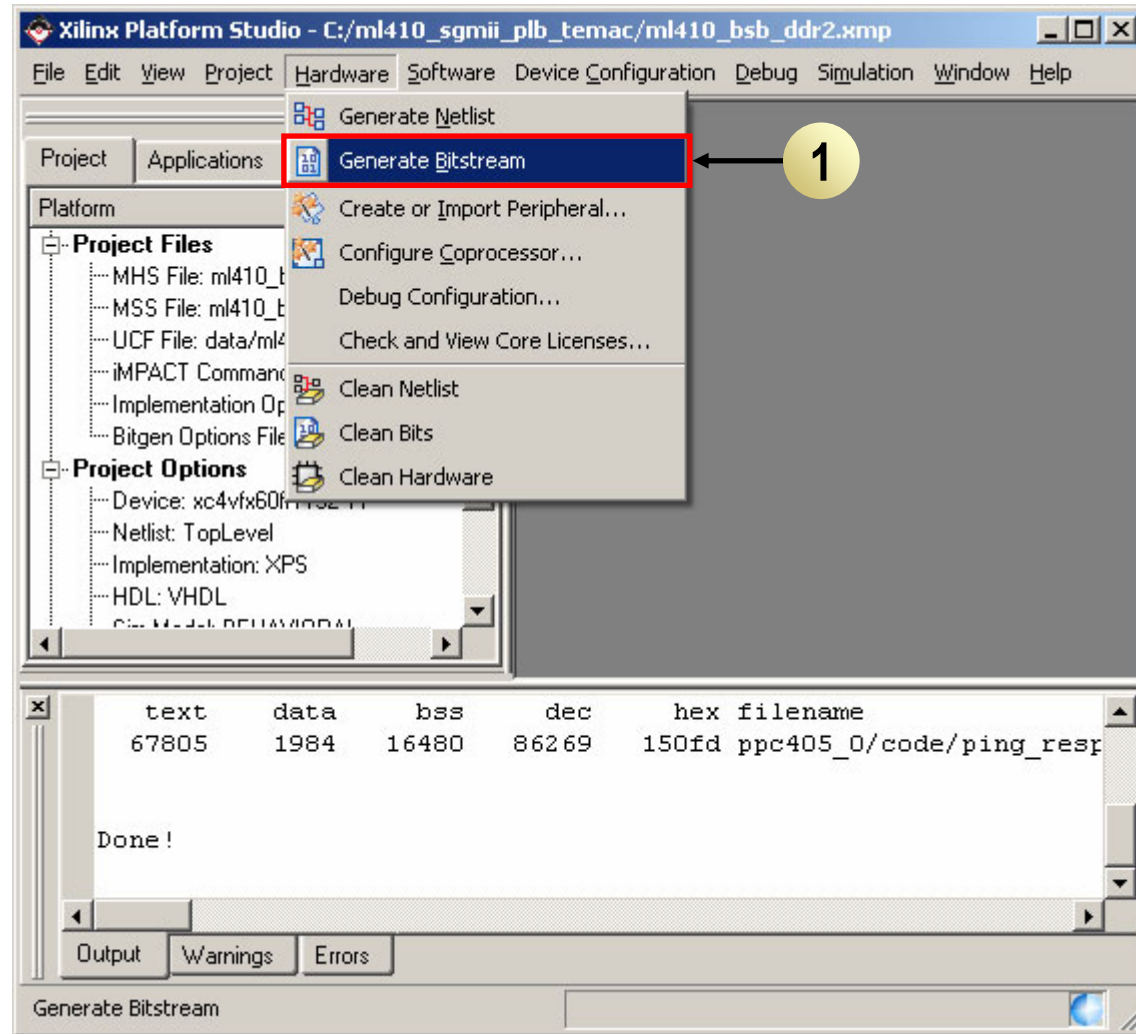 Xilinx Platform Studio - C:/ml410_sgmii_plb_temac/ml410_bsb_ddr2.xmp
File Edit View Project Hardware Software Device Configuration Debug Simulation Window Help
Generate Netlist
Project Applications
Generate Bitstream
1
Platform
Create or Import Peripheral...
Project Files
Configure Coprocessor...
MHS File: ml410_b
Debug Configuration...
MSS File: ml410_b
UCF File: data/ml4
Check and View Core Licenses...
iMPACT Command
Clean Netlist
Implementation Op
Clean Bits
Bitgen Options File
Project Options
Clean Hardware
Device:
Netlist: TopLevel
Implementation: XPS
HDL: VHDL
text data bss dec hex filename
67805 1984 16480 86269 150fd ppc405_0/code/ping_resp
Done!
Output Warnings Errors
Generate Bitstream